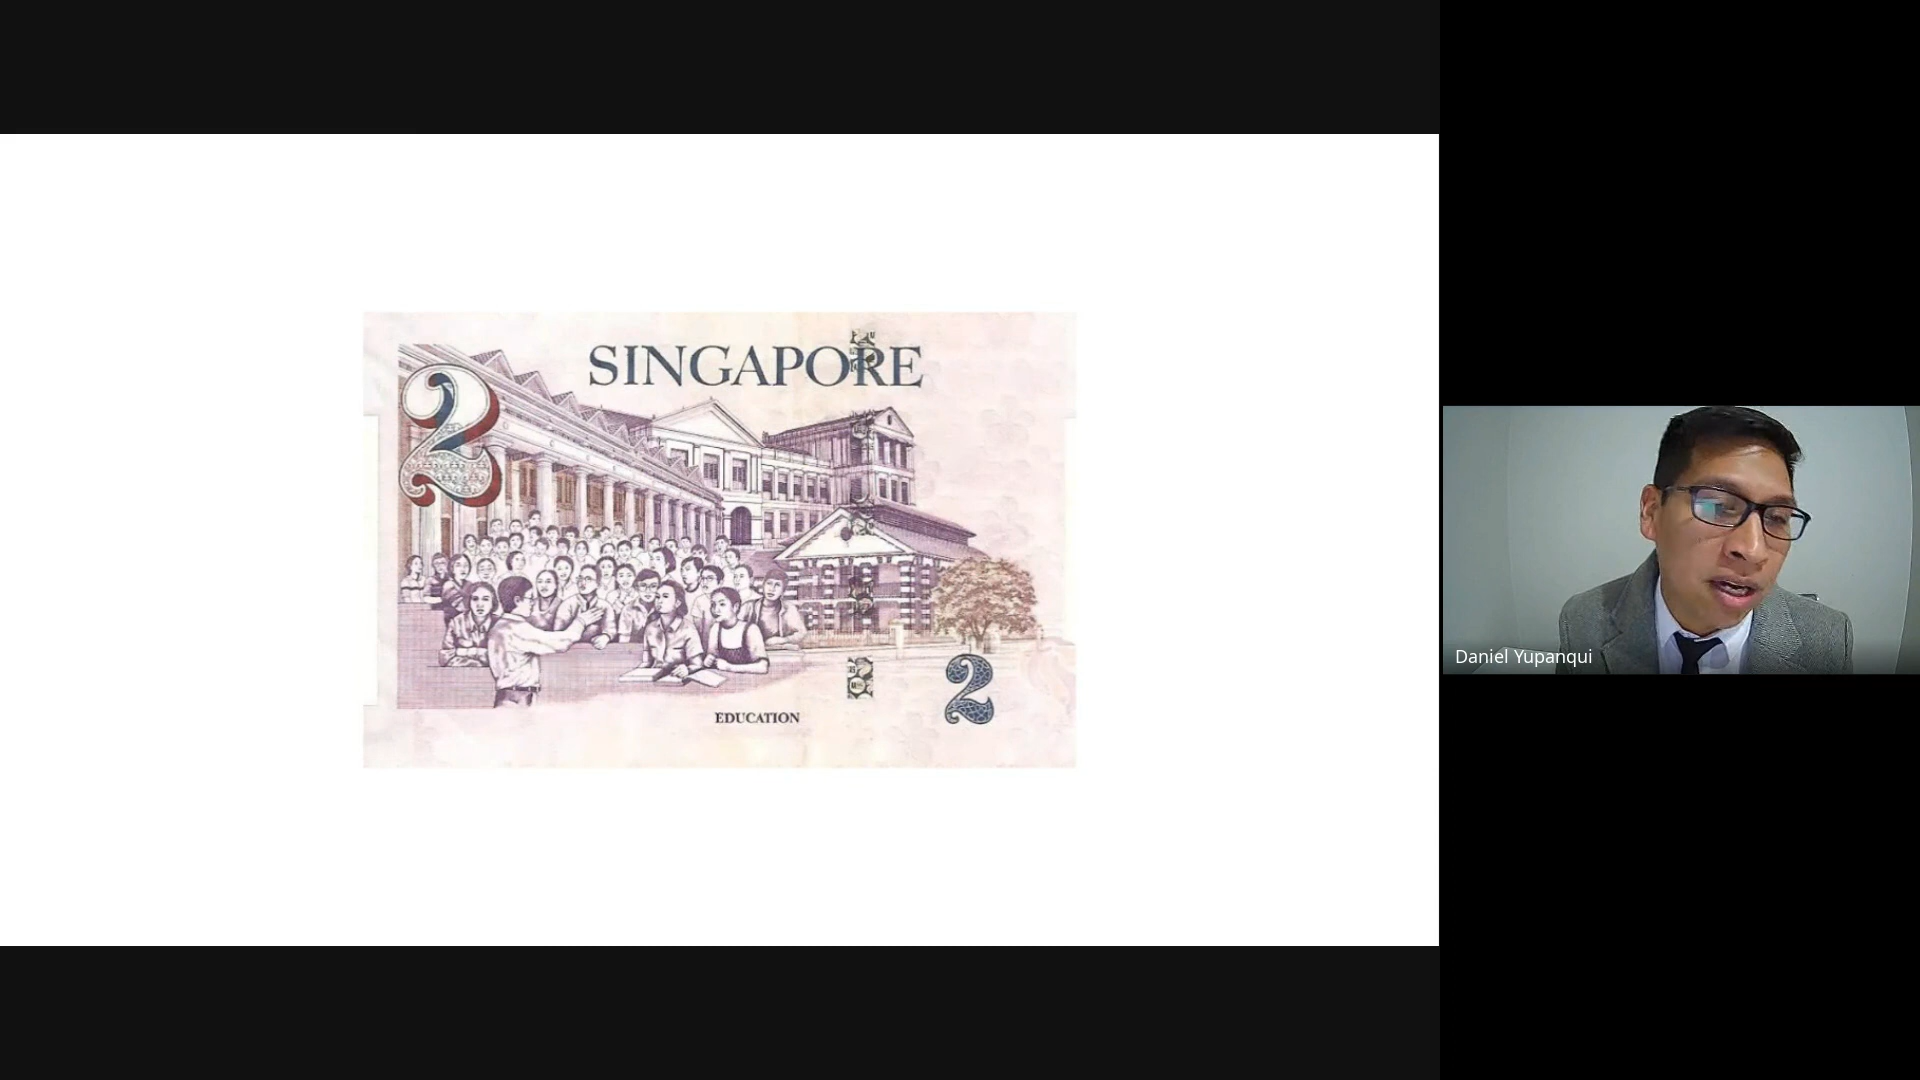 SINGAPORE
2
EDUCATION
2
Daniel Yupanqui